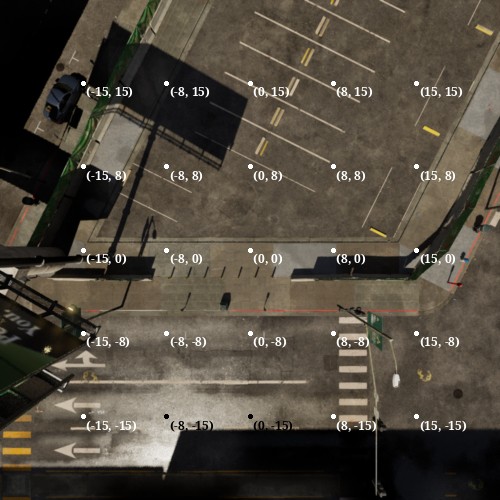 (-15, 15) (-8, 15) (0, 15) (8, 15) (15, 15)
(-15, 8) (-8, 8) (0, 8) (8, 8) (15, 8)
(-15, 0) (-8, 0) (0, 0) (8, 0) (15, 0)
(-15, -8) (-8, -8) (0, -8) (8, -8) (15, -8)
(-15, -15) (-8, -15) (0, -15) (8, -15) (15, -15)
You.